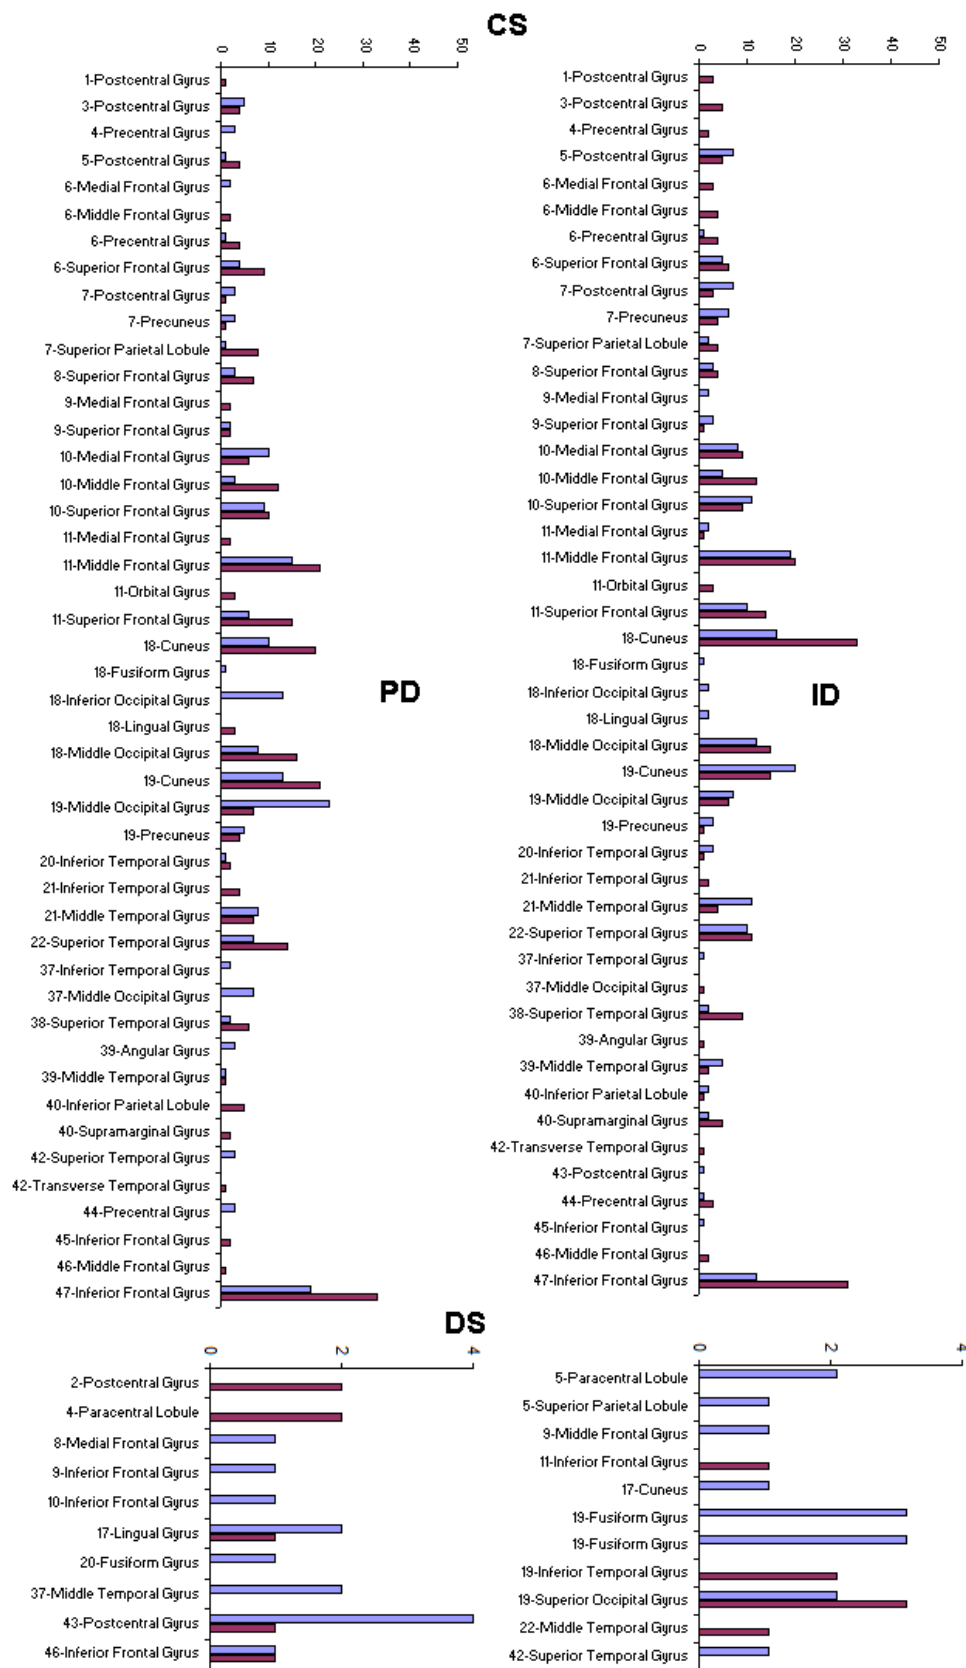 CS
0 10 20 30 40 50
1-Postcentral Gyrus
3-Postcentral Gyrus
4-Precentral Gyrus
5-Postcentral Gyrus
6-Medial Frontal Gyrus
6-Middle Frontal Gyrus
6-Precentral Gyrus
6-Superior Frontal Gyrus
7-Postcentral Gyrus
7-Precuneus
7-Superior Parietal Lobule
8-Superior Frontal Gyrus
9-Medial Frontal Gyrus
9-Superior Frontal Gyrus
10-Medial Frontal Gyrus
10-Middle Frontal Gyrus
10-Superior Frontal Gyrus
11-Medial Frontal Gyrus
11-Middle Frontal Gyrus
11-Orbital Gyrus
11-Superior Frontal Gyrus
18-Cuneus
18-Fusiform Gyrus
18-Inferior Occipital Gyrus
18-Lingual Gyrus
18-Middle Occipital Gyrus
19-Cuneus
19-Middle Occipital Gyrus
19-Precuneus
20-Inferior Temporal Gyrus
21-Inferior Temporal Gyrus
21-Middle Temporal Gyrus
22-Superior Temporal Gyrus
37-Inferior Temporal Gyrus
37-Middle Occipital Gyrus
38-Superior Temporal Gyrus
39-Angular Gyrus
39-Middle Temporal Gyrus
40-Inferior Parietal Lobule
40-Supramarginal Gyrus
42-Superior Temporal Gyrus
42-Transverse Temporal Gyrus
44-Precentral Gyrus
45-Inferior Frontal Gyrus
46-Middle Frontal Gyrus
47-Inferior Frontal Gyrus
PD
0 10 20 30 40 50
1-Postcentral Gyrus
3-Postcentral Gyrus
4-Precentral Gyrus
5-Postcentral Gyrus
6-Medial Frontal Gyrus
6-Middle Frontal Gyrus
6-Precentral Gyrus
6-Superior Frontal Gyrus
7-Postcentral Gyrus
7-Precuneus
7-Superior Parietal Lobule
8-Superior Frontal Gyrus
9-Medial Frontal Gyrus
9-Superior Frontal Gyrus
10-Medial Frontal Gyrus
10-Middle Frontal Gyrus
10-Superior Frontal Gyrus
11-Medial Frontal Gyrus
11-Middle Frontal Gyrus
11-Orbital Gyrus
11-Superior Frontal Gyrus
18-Cuneus
18-Fusiform Gyrus
18-Inferior Occipital Gyrus
18-Lingual Gyrus
18-Middle Occipital Gyrus
19-Cuneus
19-Middle Occipital Gyrus
19-Precuneus
20-Inferior Temporal Gyrus
21-Inferior Temporal Gyrus
21-Middle Temporal Gyrus
22-Superior Temporal Gyrus
37-Inferior Temporal Gyrus
37-Middle Occipital Gyrus
38-Superior Temporal Gyrus
39-Angular Gyrus
39-Middle Temporal Gyrus
40-Inferior Parietal Lobule
40-Supramarginal Gyrus
42-Transverse Temporal Gyrus
43-Postcentral Gyrus
44-Precentral Gyrus
45-Inferior Frontal Gyrus
46-Middle Frontal Gyrus
47-Inferior Frontal Gyrus
ID
DS
0 2 4
2-Postcentral Gyrus
4-Paracentral Lobule
8-Medial Frontal Gyrus
9-Inferior Frontal Gyrus
10-Inferior Frontal Gyrus
17-Lingual Gyrus
20-Fusiform Gyrus
37-Middle Temporal Gyrus
43-Postcentral Gyrus
46-Inferior Frontal Gyrus
0 2 4
5-Paracentral Lobule
5-Superior Parietal Lobule
9-Middle Frontal Gyrus
11-Inferior Frontal Gyrus
17-Cuneus
19-Fusiform Gyrus
19-Fusiform Gyrus
19-Inferior Temporal Gyrus
19-Superior Occipital Gyrus
22-Middle Temporal Gyrus
42-Superior Temporal Gyrus